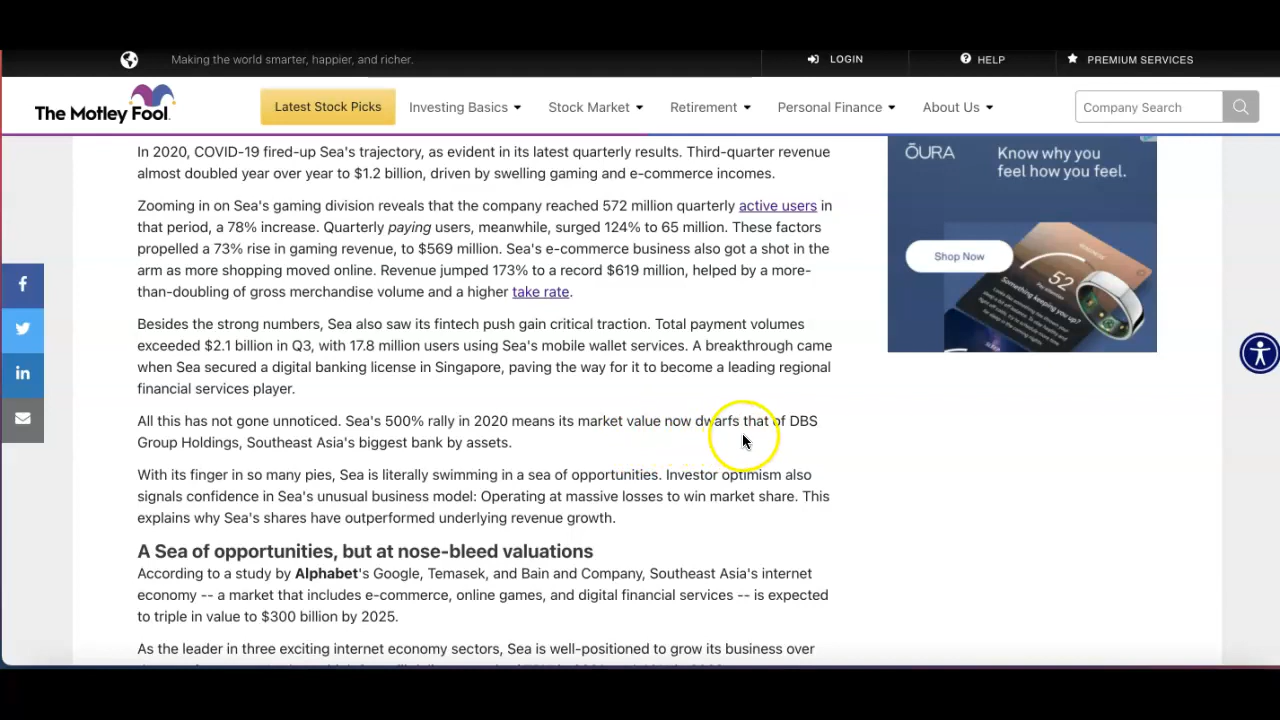 Making the world smarter, happier, and richer.
LOGIN
HELP
PREMIUM SERVICES
The Motley Fool.
Latest Stock Picks
Investing Basics
Stock Market
Retirement
Personal Finance
About Us
Company Search
In 2020, COVID-19 fired-up Sea's trajectory, as evident in its latest quarterly results. Third-quarter revenue
almost doubled year over year to $1.2 billion, driven by swelling gaming and e-commerce incomes.
Zooming in on Sea's gaming division reveals that the company reached 572 million quarterly active users in
that period, a 78% increase. Quarterly paying users, meanwhile, surged 124% to 65 million. These factors
propelled a 73% rise in gaming revenue, to $569 million. Sea's e-commerce business also got a shot in the
arm as more shopping moved online. Revenue jumped 173% to a record $619 million, helped by a more-
than-doubling of gross merchandise volume and a higher take rate.
Besides the strong numbers, Sea also saw its fintech push gain critical traction. Total payment volumes
exceeded $2.1 billion in Q3, with 17.8 million users using Sea's mobile wallet services. A breakthrough came
when Sea secured a digital banking license in Singapore, paving the way for it to become a leading regional
financial services player.
All this has not gone unnoticed. Sea's 500% rally in 2020 means its market value now dwarfs that of DBS
Group Holdings, Southeast Asia's biggest bank by assets.
With its finger in so many pies, Sea is literally swimming in a sea of opportunities. Investor optimism also
signals confidence in Sea's unusual business model: Operating at massive losses to win market share. This
explains why Sea's shares have outperformed underlying revenue growth.
A Sea of opportunities, but at nose-bleed valuations
According to a study by Alphabet's Google, Temasek, and Bain and Company, Southeast Asia's internet
economy -- a market that includes e-commerce, online games, and digital financial services -- is expected
to triple in value to $300 billion by 2025.
As the leader in three exciting internet economy sectors, Sea is well-positioned to grow its business over
ŌURA
Know why you
feel how you feel.
Shop Now
52
Pay attention
Something keeping you up?
f
in